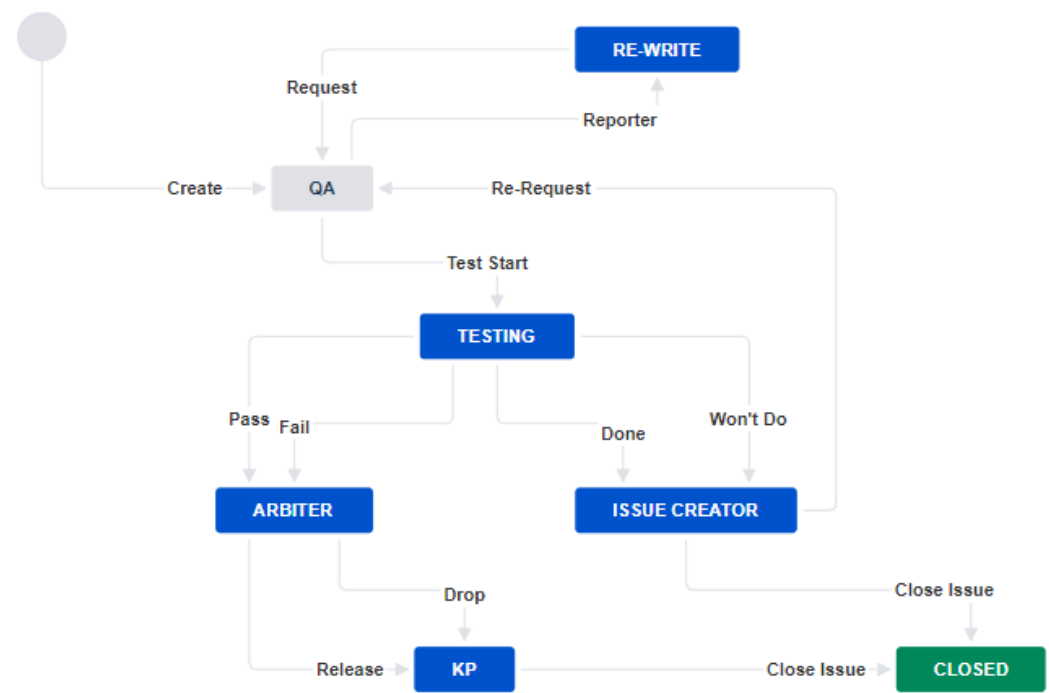 RE-WRITE
Request
Reporter
Create
QA
Re-Request
Test Start
TESTING
Pass
Fail
Done
Won't Do
ARBITER
ISSUE CREATOR
Drop
Close Issue
Release
KP
Close Issue
CLOSED